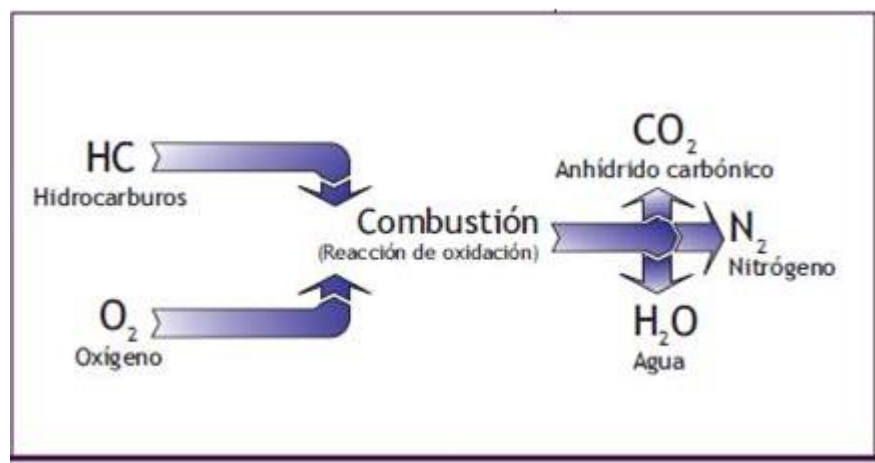 HC
Hidrocarburos
O₂
Oxígeno
Combustión
(Reacción de oxidación)
CO₂
Anhídrido carbónico
N₂
Nitrógeno
H₂O
Agua